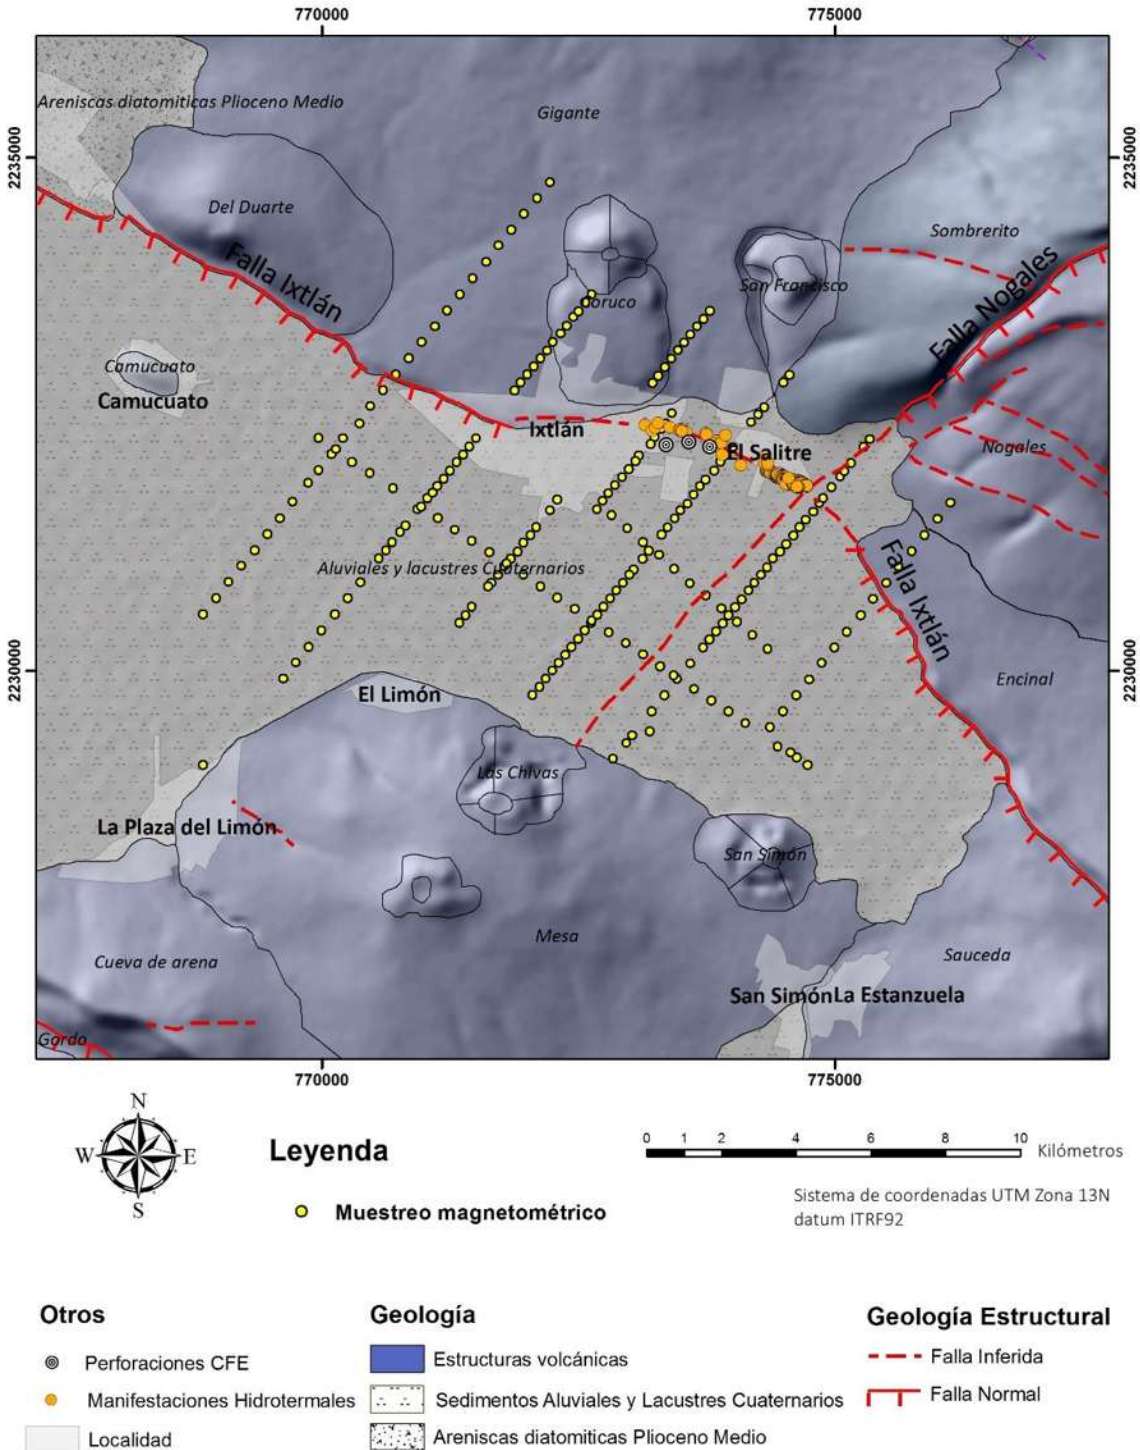 770000
775000
2235000
2235000
Areniscas diatomiticas Plioceno Medio
Gigante
Del Duarte
Sombrerito
Falla Ixtlán
San Francisco
oruco
Falla Nogales
Camucuato
Camucuato
Ixtlán
El Salitre
Nogales
Aluviales y lacustres Cuaternarios
Falla Ixtlán
2230000
2230000
El Limón
Encinal
Las Chivas
La Plaza del Limón
San Simón
Mesa
Cueva de arena
Sauceda
San Simón
La Estanzuela
Gordo
770000
775000
N
W
E
S
Leyenda
0 1 2 4 6 8 10 Kilómetros
Muestreo magnetométrico
Sistema de coordenadas UTM Zona 13N
datum ITRF92
Otros
Perforaciones CFE
Manifestaciones Hidrotermales
Localidad
Geología
Estructuras volcánicas
Sedimentos Aluviales y Lacustres Cuaternarios
Areniscas diatomiticas Plioceno Medio
Geología Estructural
Falla Inferida
Falla Normal